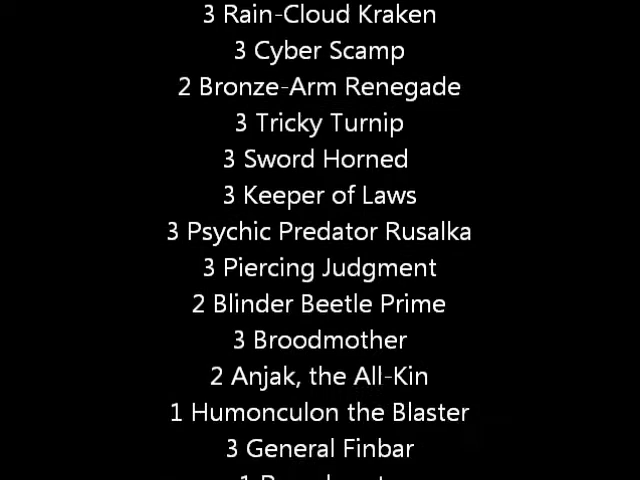 3 Rain-Cloud Kraken
3 Cyber Scamp
2 Bronze-Arm Renegade
3 Tricky Turnip
3 Sword Horned
3 Keeper of Laws
3 Psychic Predator Rusalka
3 Piercing Judgment
2 Blinder Beetle Prime
3 Broodmother
2 Anjak, the All-Kin
1 Humonculon the Blaster
3 General Finbar
1